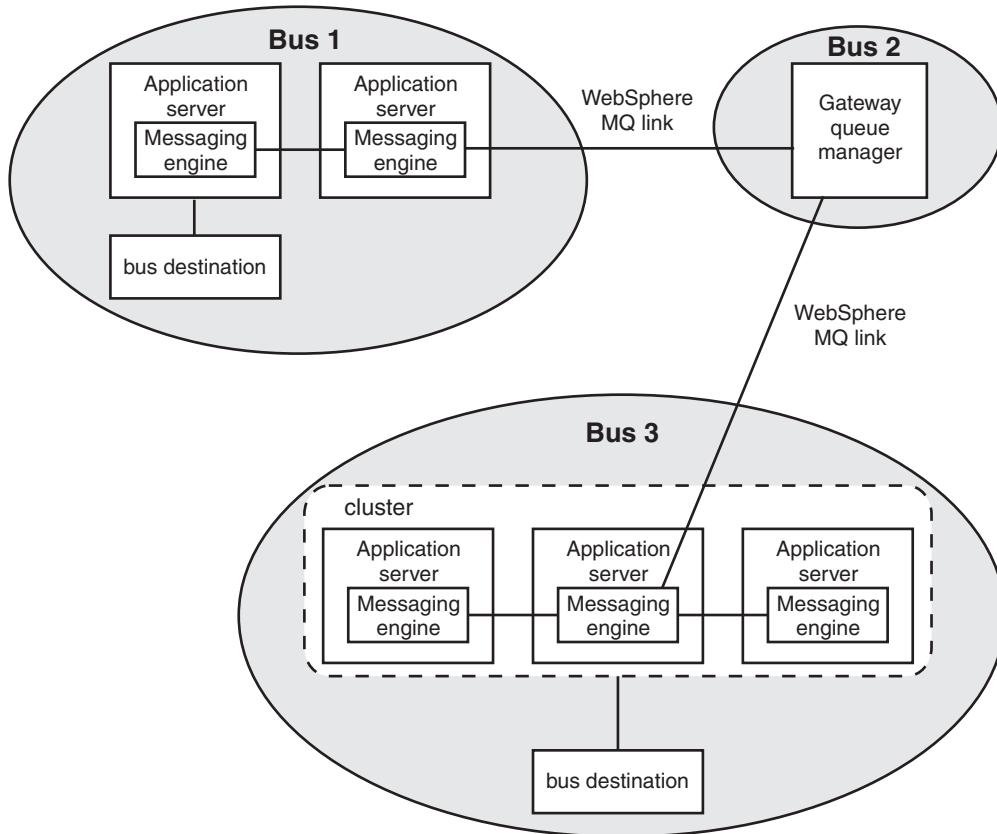 Bus 1
Application
server
Messaging
engine
Application
server
Messaging
engine
bus destination
WebSphere
MQ link
Bus 2
Gateway
queue
manager
WebSphere
MQ link
Bus 3
cluster
Application
server
Messaging
engine
Application
server
Messaging
engine
Application
server
Messaging
engine
bus destination